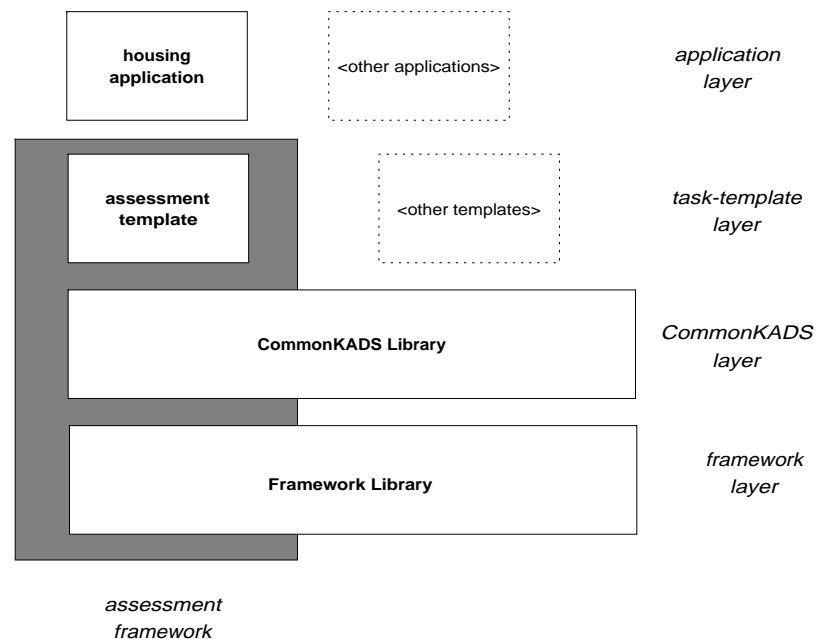 housing
application
<other applications>
application
layer
assessment
template
<other templates>
task-template
layer
CommonKADS Library
CommonKADS
layer
Framework Library
framework
layer
assessment
framework